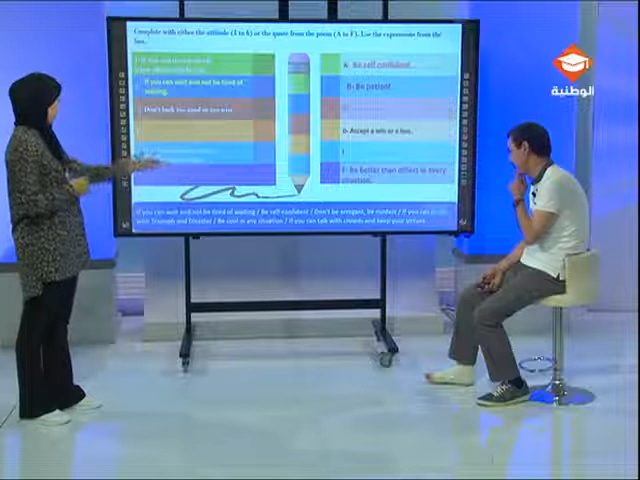 Complete with either the attitude (1 to 6) or the quote from the poem (A to F). Use the expressions from the
box.
If you can wait and not be tired of
waiting.
Don't look too good or too wise
A- Be self confident.
B- Be patient
D- Accept a win or a loss.
F- Be better than others in every
situation.
If you can wait and not be tired of waiting / Be self-confident / Don't be arrogant, be modest / If you can
with Triumph and Disaster / Be cool in any situation / If you can talk with crowds and keep your virtue
الوطنية